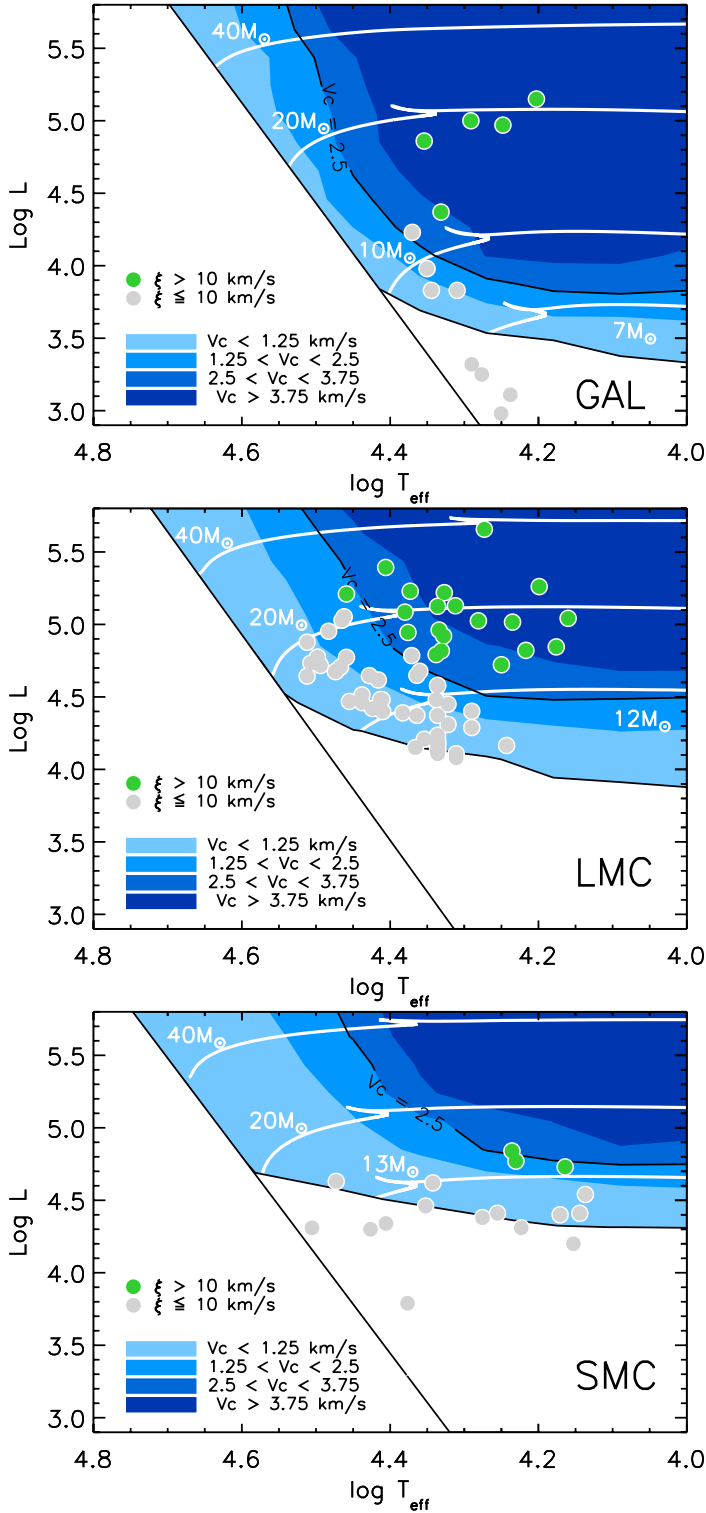 5.5
5.0
4.5
4.0
3.5
3.0
Log L
40M⊙
20M⊙
10M⊙
7M⊙
Vc = 2.5
ξ > 10 km/s
ξ ≦ 10 km/s
Vc < 1.25 km/s
1.25 < Vc < 2.5
2.5 < Vc < 3.75
Vc > 3.75 km/s
GAL
4.8 4.6 4.4 4.2 4.0
log Teff
5.5
5.0
4.5
4.0
3.5
3.0
Log L
40M⊙
20M⊙
12M⊙
Vc = 2.5
ξ > 10 km/s
ξ ≦ 10 km/s
Vc < 1.25 km/s
1.25 < Vc < 2.5
2.5 < Vc < 3.75
Vc > 3.75 km/s
LMC
4.8 4.6 4.4 4.2 4.0
log Teff
5.5
5.0
4.5
4.0
3.5
3.0
Log L
40M⊙
20M⊙
13M⊙
Vc = 2.5
ξ > 10 km/s
ξ ≦ 10 km/s
Vc < 1.25 km/s
1.25 < Vc < 2.5
2.5 < Vc < 3.75
Vc > 3.75 km/s
SMC
4.8 4.6 4.4 4.2 4.0
log Teff